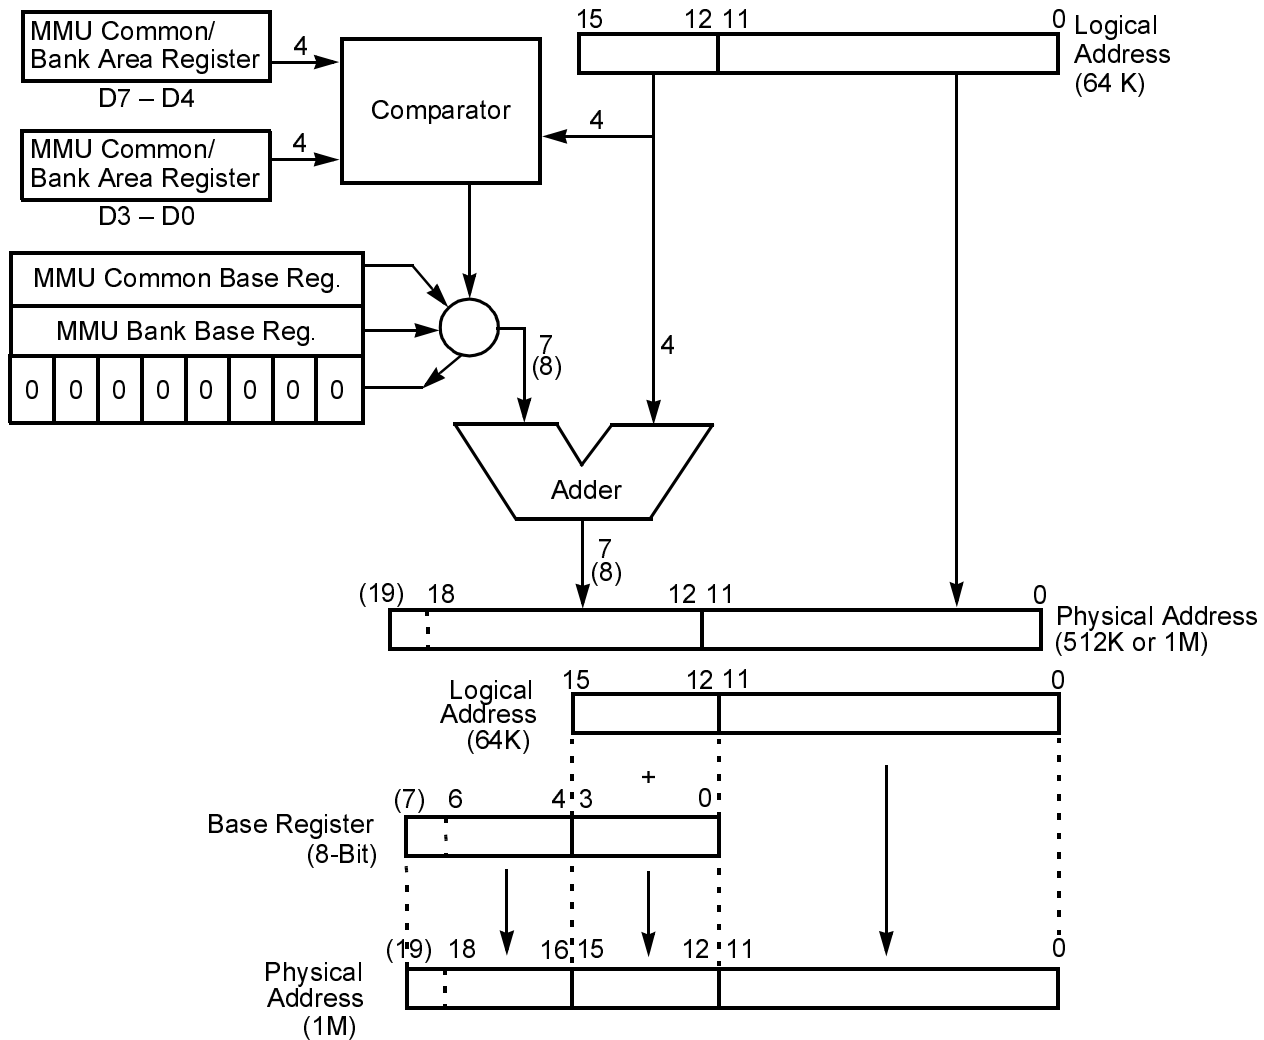 MMU Common/
Bank Area Register
D7 – D4
4
MMU Common/
Bank Area Register
D3 – D0
4
Comparator
4
15 12 11 0
Logical
Address
(64 K)
MMU Common Base Reg.
MMU Bank Base Reg.
0 0 0 0 0 0 0 0
7
(8)
4
Adder
7
(8)
(19) 18 12 11 0
Physical Address
(512K or 1M)
15 12 11 0
Logical
Address
(64K)
+
(7) 6 4 3 0
Base Register
(8-Bit)
(19) 18 16 15 12 11 0
Physical
Address
(1M)